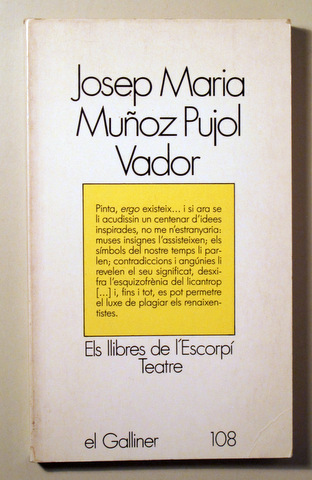 Josep Maria
Muñoz Pujol
Vador
Pinta, ergo existeix... i si ara se
li acudissin un centenar d'idees
inspirades, no me n'estranyaria:
muses insignes l'assisteixen; els
símbols del nostre temps li par-
len; contradiccions i angúnies li
revelen el seu significat, desxi-
fra l'esquizofrènia del licantrop
[...] i, fins i tot, es pot permetre
el luxe de plagiar els renaixen-
tistes.
Els llibres de l'Escorpí
Teatre
el Galliner 108